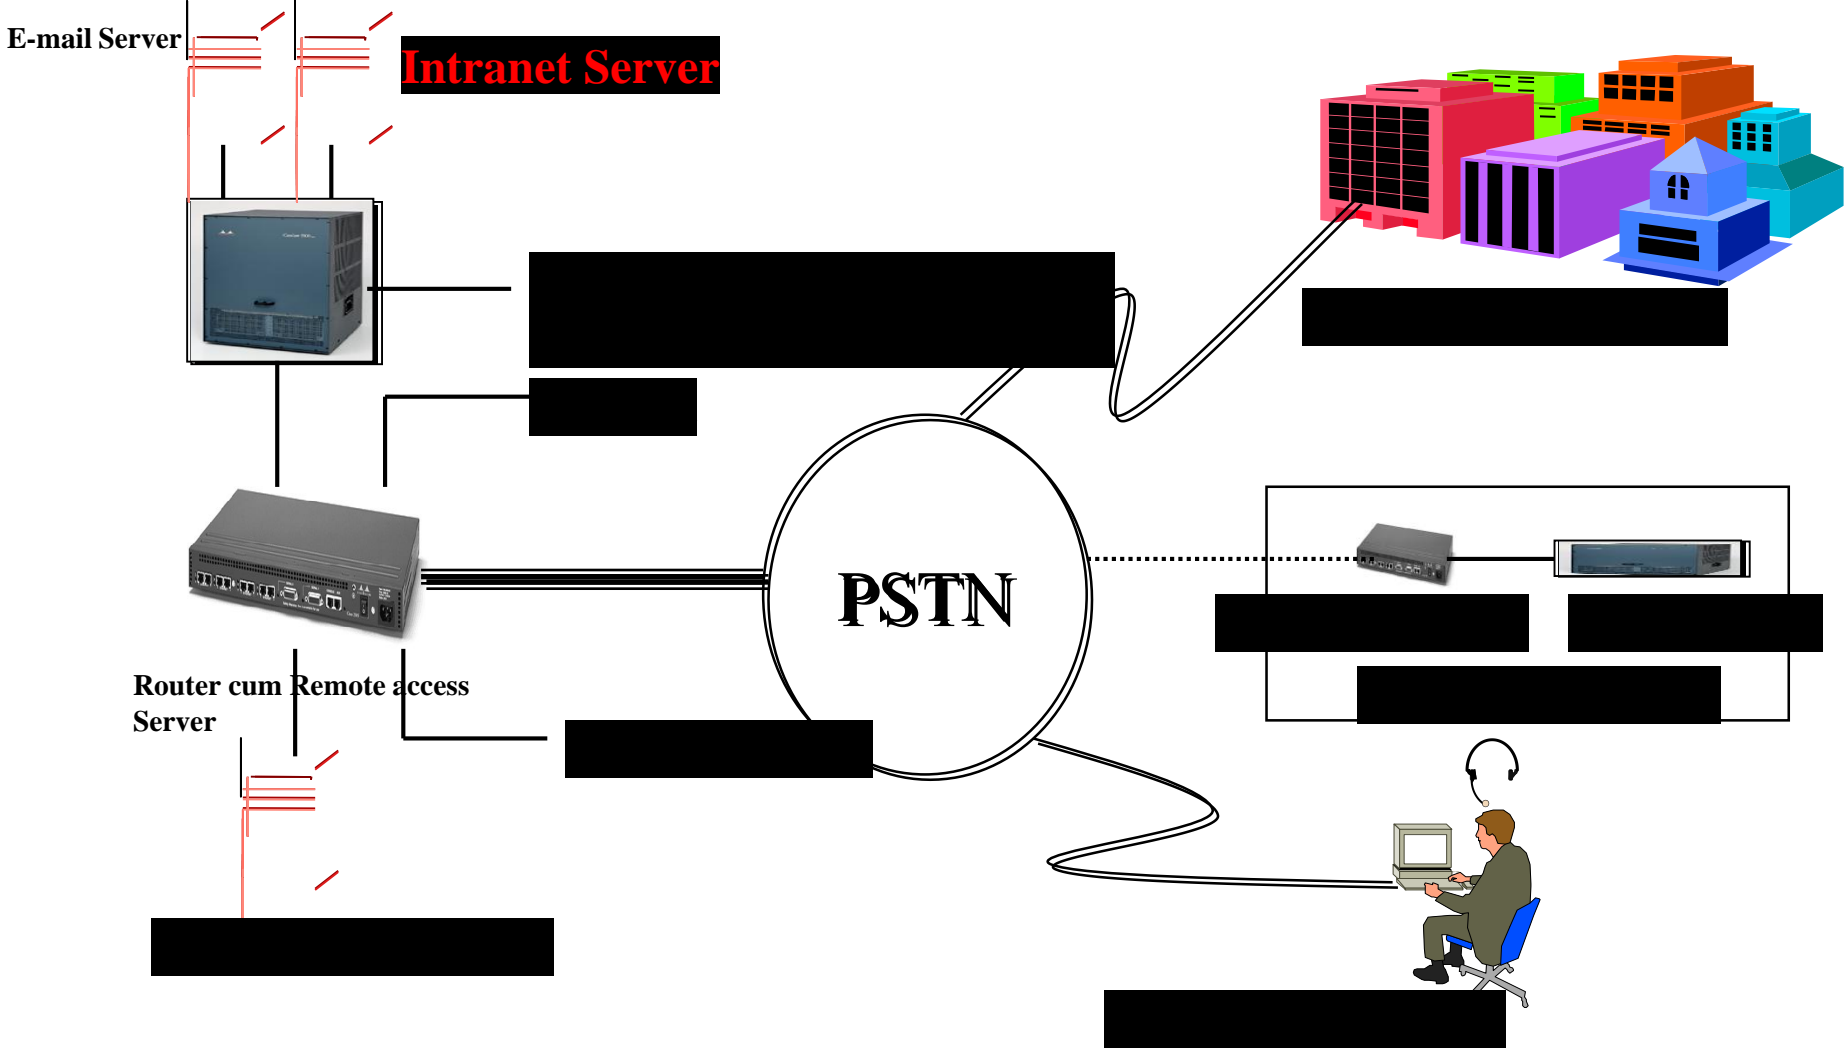 E-mail Server
Intranet Server
PSTN
Router cum Remote access
Server